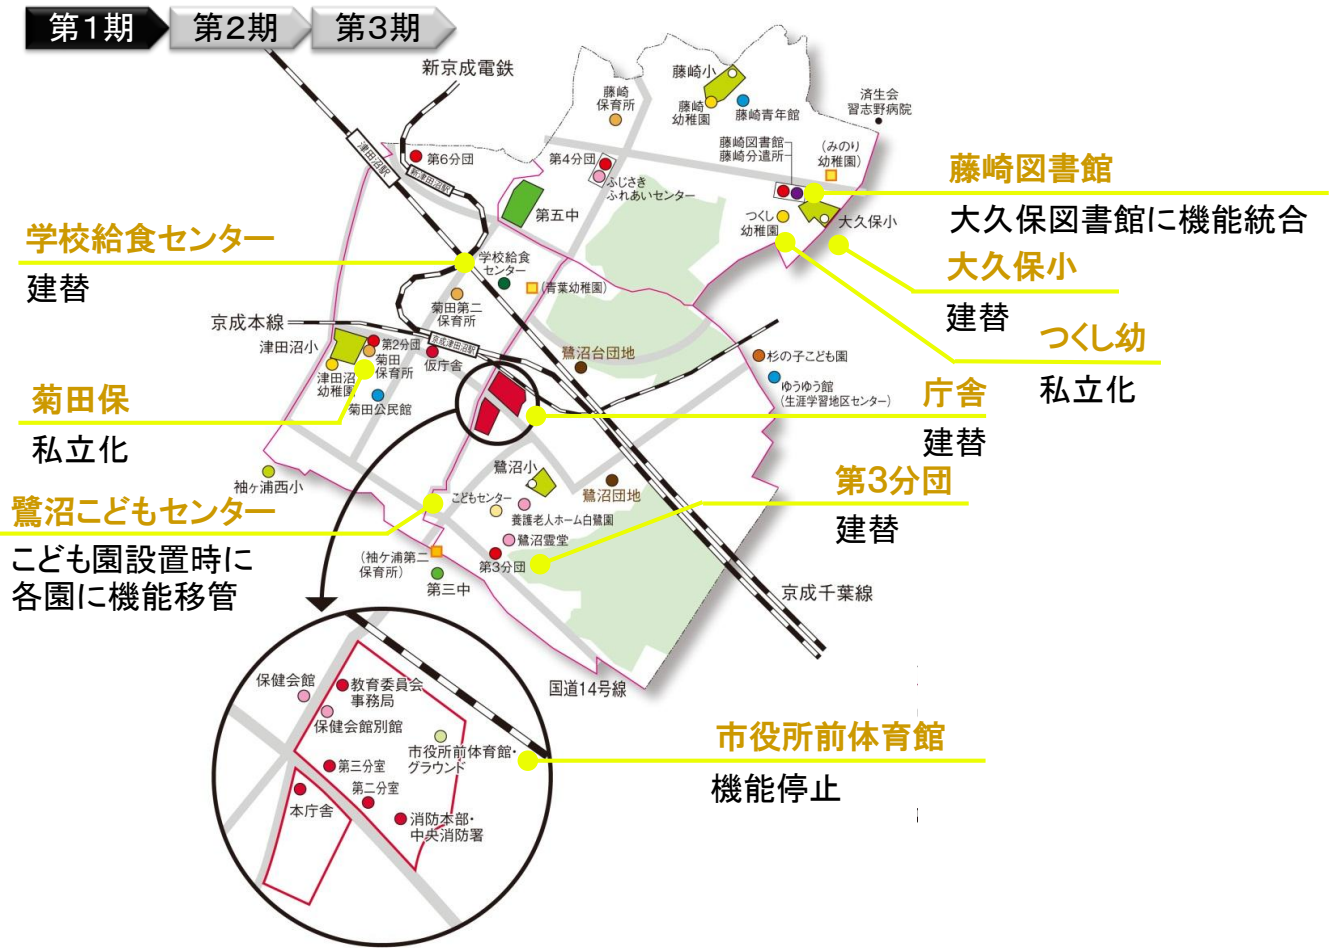 第1期
第2期
第3期
新京成電鉄
藤崎小
藤崎
保育所
藤崎
幼稚園
藤崎青年館
済生会
習志野病院
津田沼駅
第6分団
新津田沼駅
第4分団
ふじさき
ふれあいセンター
藤崎図書館
藤崎分遣所
(みのり
幼稚園)
藤崎図書館
大久保図書館に機能統合
第五中
つくし
幼稚園
大久保小
学校給食センター
建替
学校給食
センター
(青葉幼稚園)
大久保小
建替
菊田第二
保育所
京成本線
京成津田沼駅
つくし幼
私立化
津田沼小
第2分団
菊田
保育所
仮庁舎
津田沼
幼稚園
菊田公民館
鷺沼台団地
杉の子こども園
ゆうゆう館
(生涯学習地区センター)
菊田保
私立化
庁舎
建替
袖ヶ浦西小
鷺沼小
鷺沼団地
こどもセンター
養護老人ホーム白鷺園
鷺沼霊堂
第3分団
第3分団
建替
鷺沼こどもセンター
こども園設置時に
各園に機能移管
(袖ケ浦第二
保育所)
第三中
京成千葉線
国道14号線
保健会館
教育委員会
事務局
保健会館別館
市役所前体育館・
グラウンド
第三分室
第二分室
本庁舎
消防本部・
中央消防署
市役所前体育館
機能停止